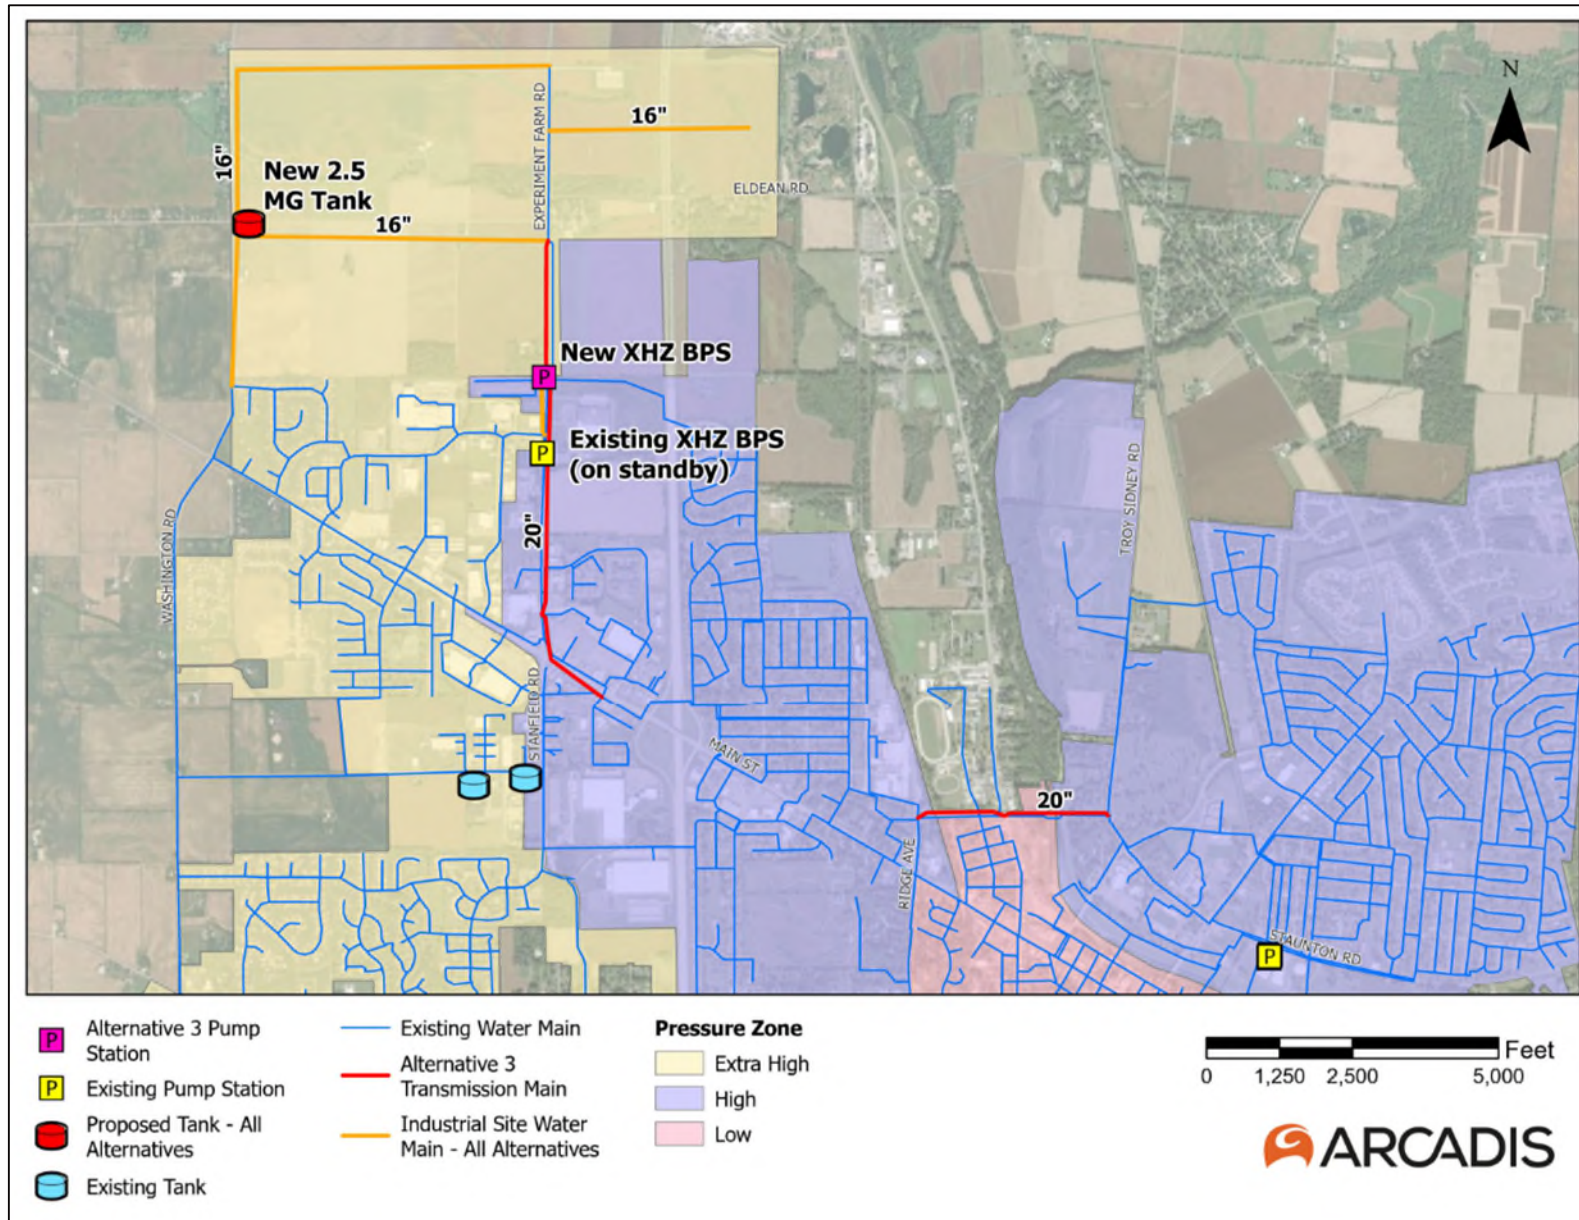 N
EXPERIMENT FARM RD
16"
16"
New 2.5
MG Tank
ELDEAN RD
16"
New XHZ BPS
Existing XHZ BPS
(on standby)
20"
TROY SIDNEY RD
WASHINGTON RD
STANFIELD RD
MAIN ST
20"
RIDGE AVE
STAUNTON RD
P
P
P
P
Alternative 3 Pump
Station
P
Existing Pump Station
Proposed Tank - All
Alternatives
Existing Tank
Existing Water Main
Alternative 3
Transmission Main
Industrial Site Water
Main - All Alternatives
Pressure Zone
Extra High
High
Low
Feet
0 1,250 2,500 5,000
ARCADIS